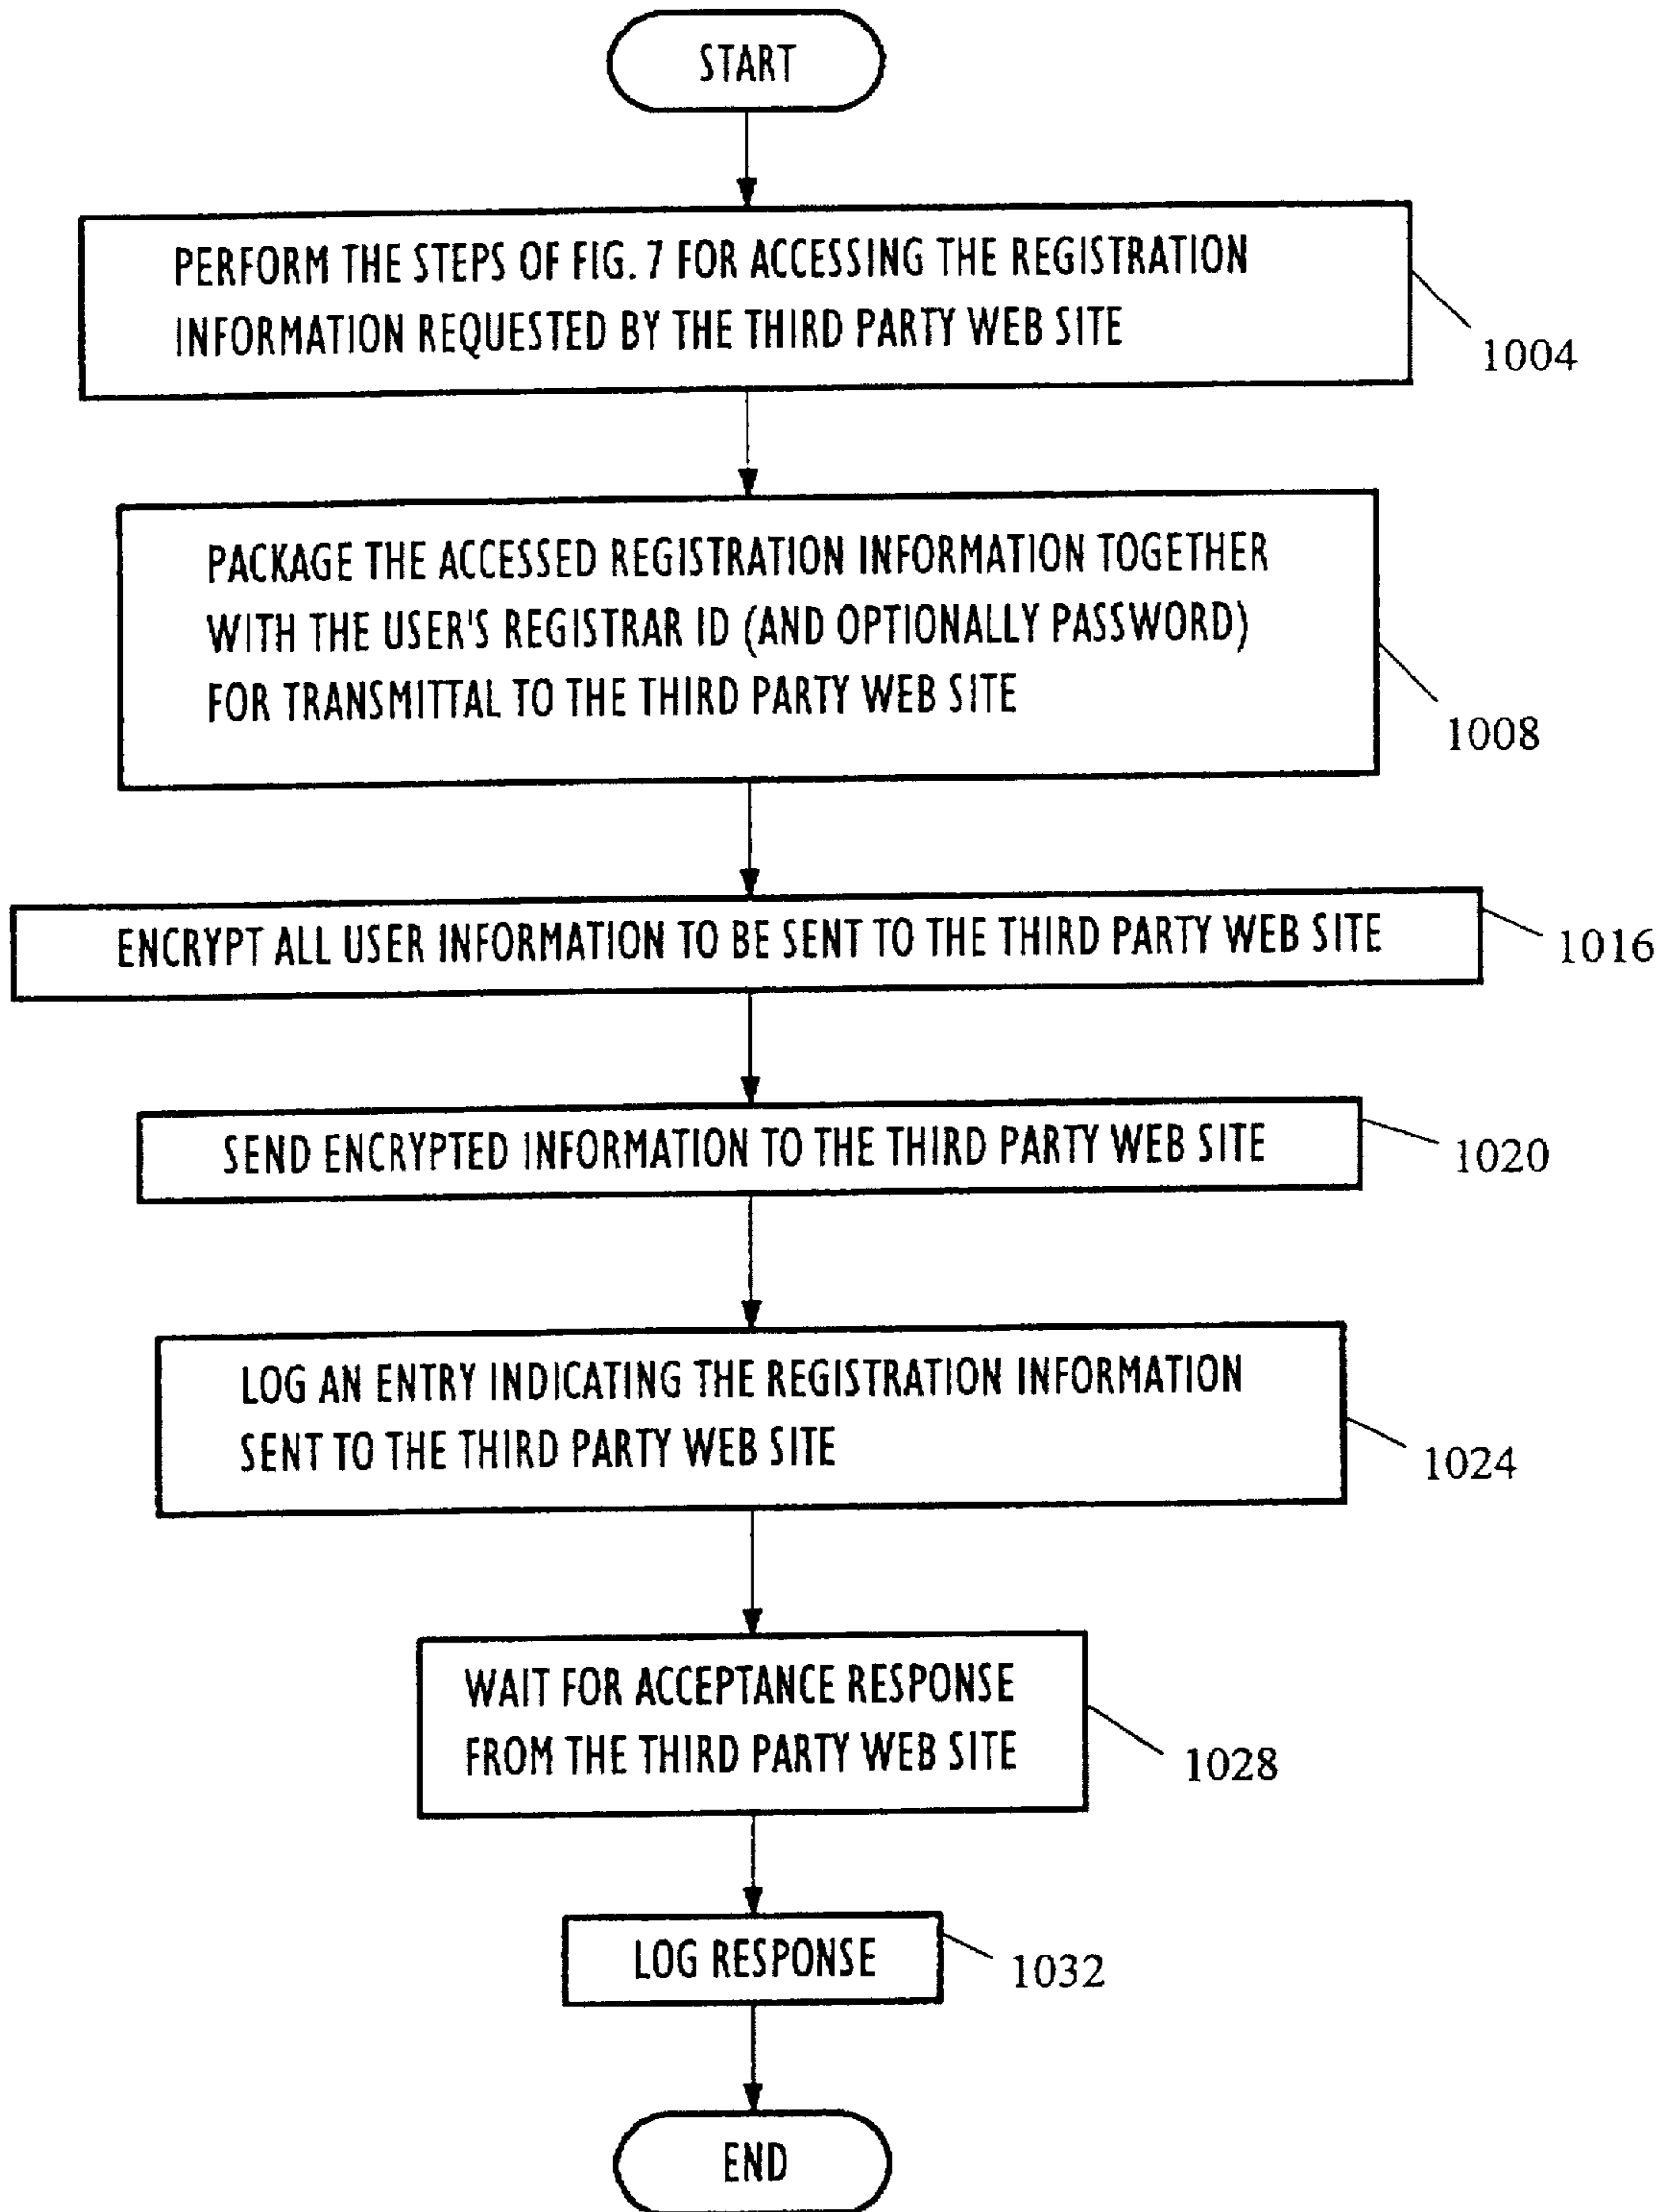 START
PERFORM THE STEPS OF FIG. 7 FOR ACCESSING THE REGISTRATION
INFORMATION REQUESTED BY THE THIRD PARTY WEB SITE
1004
PACKAGE THE ACCESSED REGISTRATION INFORMATION TOGETHER
WITH THE USER'S REGISTRAR ID (AND OPTIONALLY PASSWORD)
FOR TRANSMITTAL TO THE THIRD PARTY WEB SITE
1008
ENCRYPT ALL USER INFORMATION TO BE SENT TO THE THIRD PARTY WEB SITE
1016
SEND ENCRYPTED INFORMATION TO THE THIRD PARTY WEB SITE
1020
LOG AN ENTRY INDICATING THE REGISTRATION INFORMATION
SENT TO THE THIRD PARTY WEB SITE
1024
WAIT FOR ACCEPTANCE RESPONSE
FROM THE THIRD PARTY WEB SITE
1028
LOG RESPONSE
1032
END